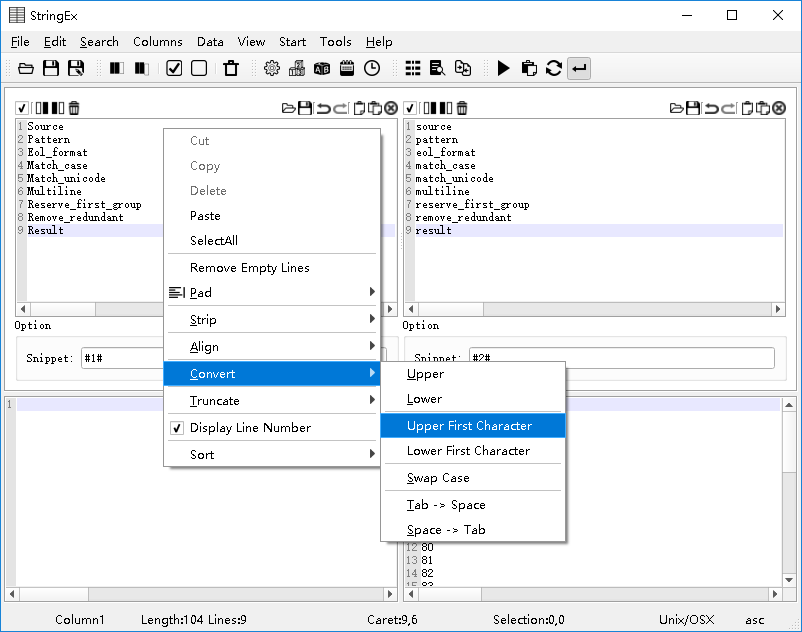 StringEx
File Edit Search Columns Data View Start Tools Help
1 Source
2 Pattern
3 Eol_format
4 Match_case
5 Match_unicode
6 Multiline
7 Reserve_first_group
8 Remove_redundant
9 Result
Option
Snippet: #1#
1 source
2 pattern
3 eol_format
4 match_case
5 match_unicode
6 multiline
7 reserve_first_group
8 remove_redundant
9 result
Option
Snippet: #2#
Cut
Copy
Delete
Paste
SelectAll
Remove Empty Lines
Pad
Strip
Align
Convert
Truncate
Display Line Number
Sort
Upper
Lower
Upper First Character
Lower First Character
Swap Case
Tab -> Space
Space -> Tab
1
12 80
13 81
14 82
15 83
Column1 Length:104 Lines:9 Caret:9,6 Selection:0,0 Unix/OSX asc